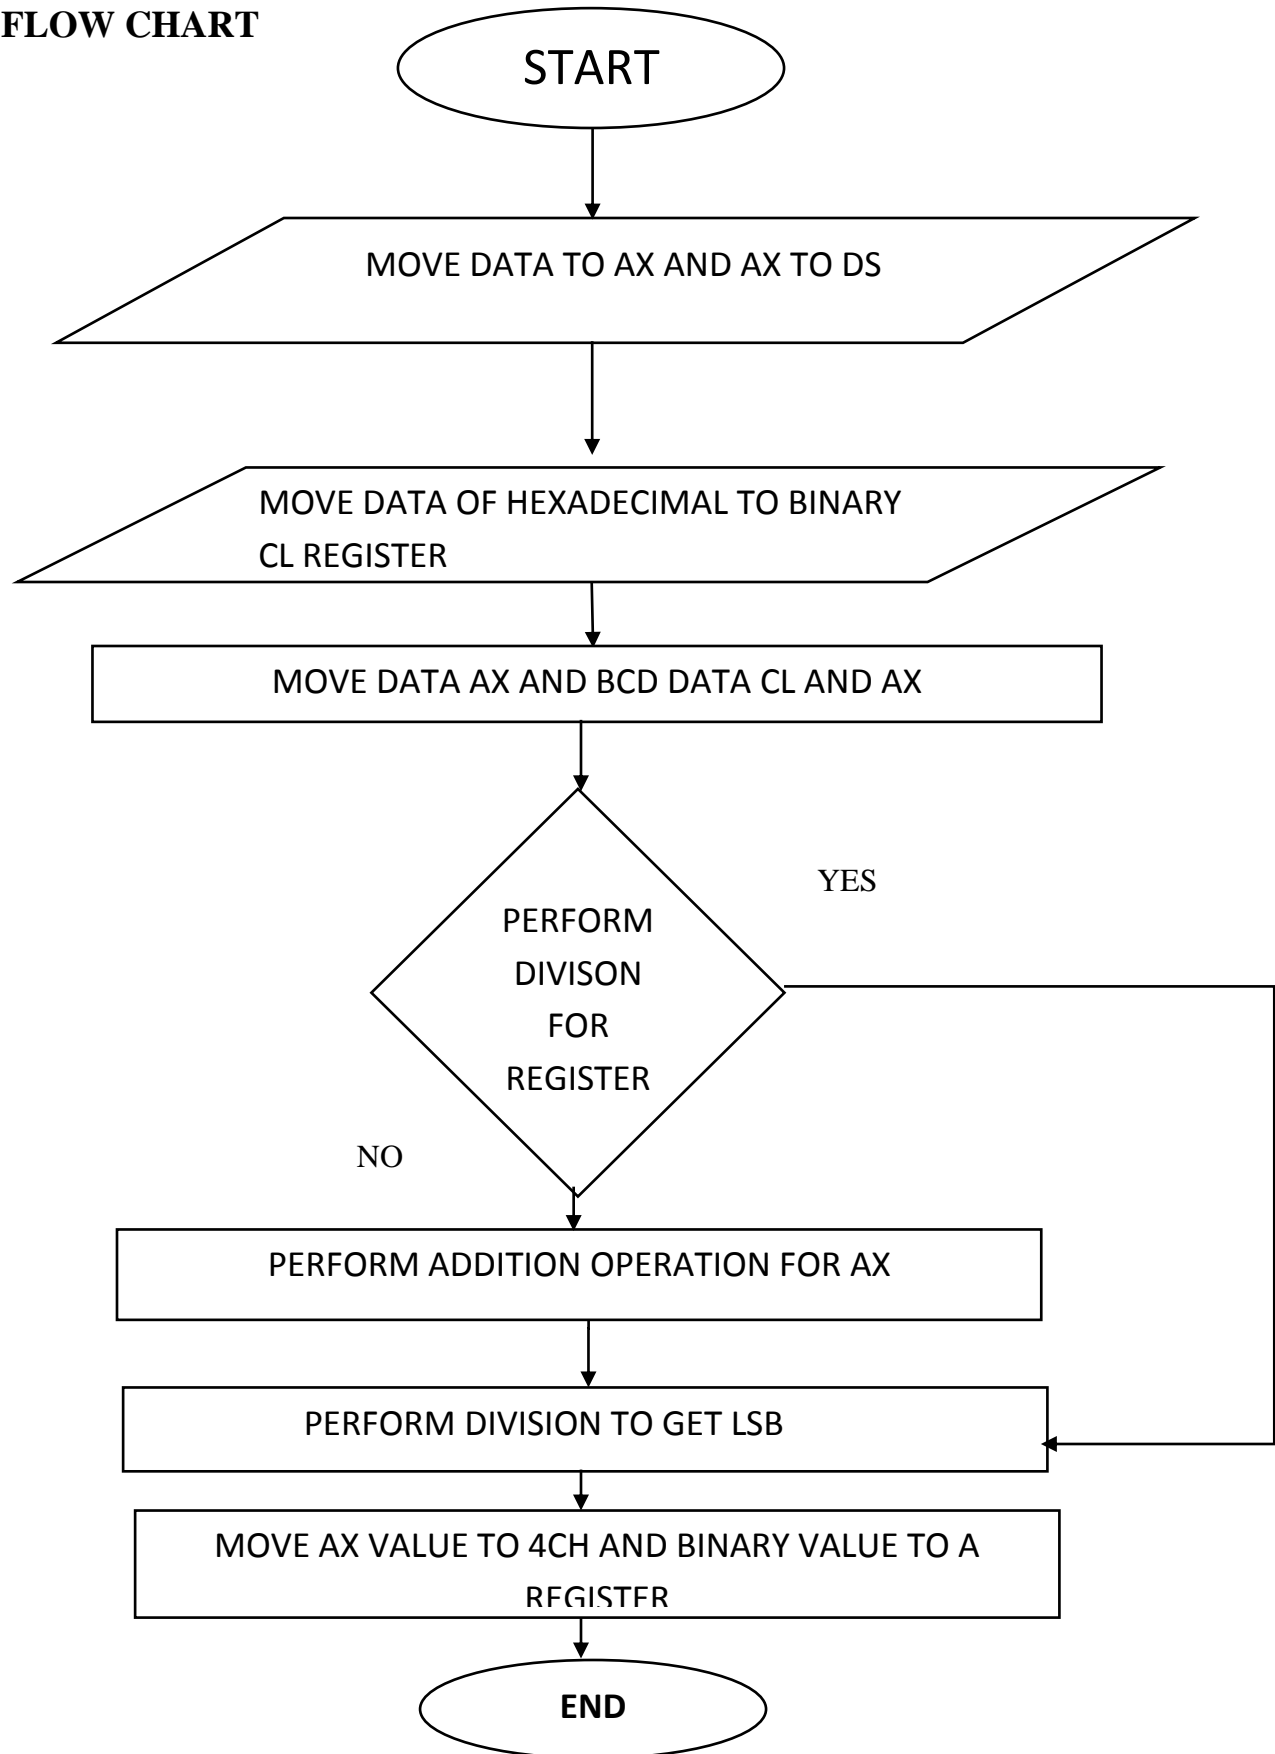 FLOW CHART
START
MOVE DATA TO AX AND AX TO DS
MOVE DATA OF HEXADECIMAL TO BINARY
CL REGISTER
MOVE DATA AX AND BCD DATA CL AND AX
YES
PERFORM
DIVISON
FOR
REGISTER
NO
PERFORM ADDITION OPERATION FOR AX
PERFORM DIVISION TO GET LSB
MOVE AX VALUE TO 4CH AND BINARY VALUE TO A
REGISTER
END